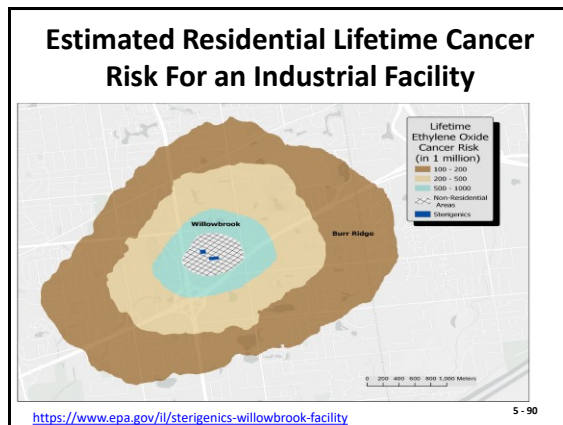 Estimated Residential Lifetime Cancer
Risk For an Industrial Facility
Lifetime
Ethylene Oxide
Cancer Risk
(in 1 million)
100 - 200
200 - 500
500 - 1000
Non-Residential
Areas
Sterigenics
Willowbrook
Burr Ridge
0 200 400 600 800 1,000 Meters
https://www.epa.gov/il/sterigenics-willowbrook-facility
5 - 90